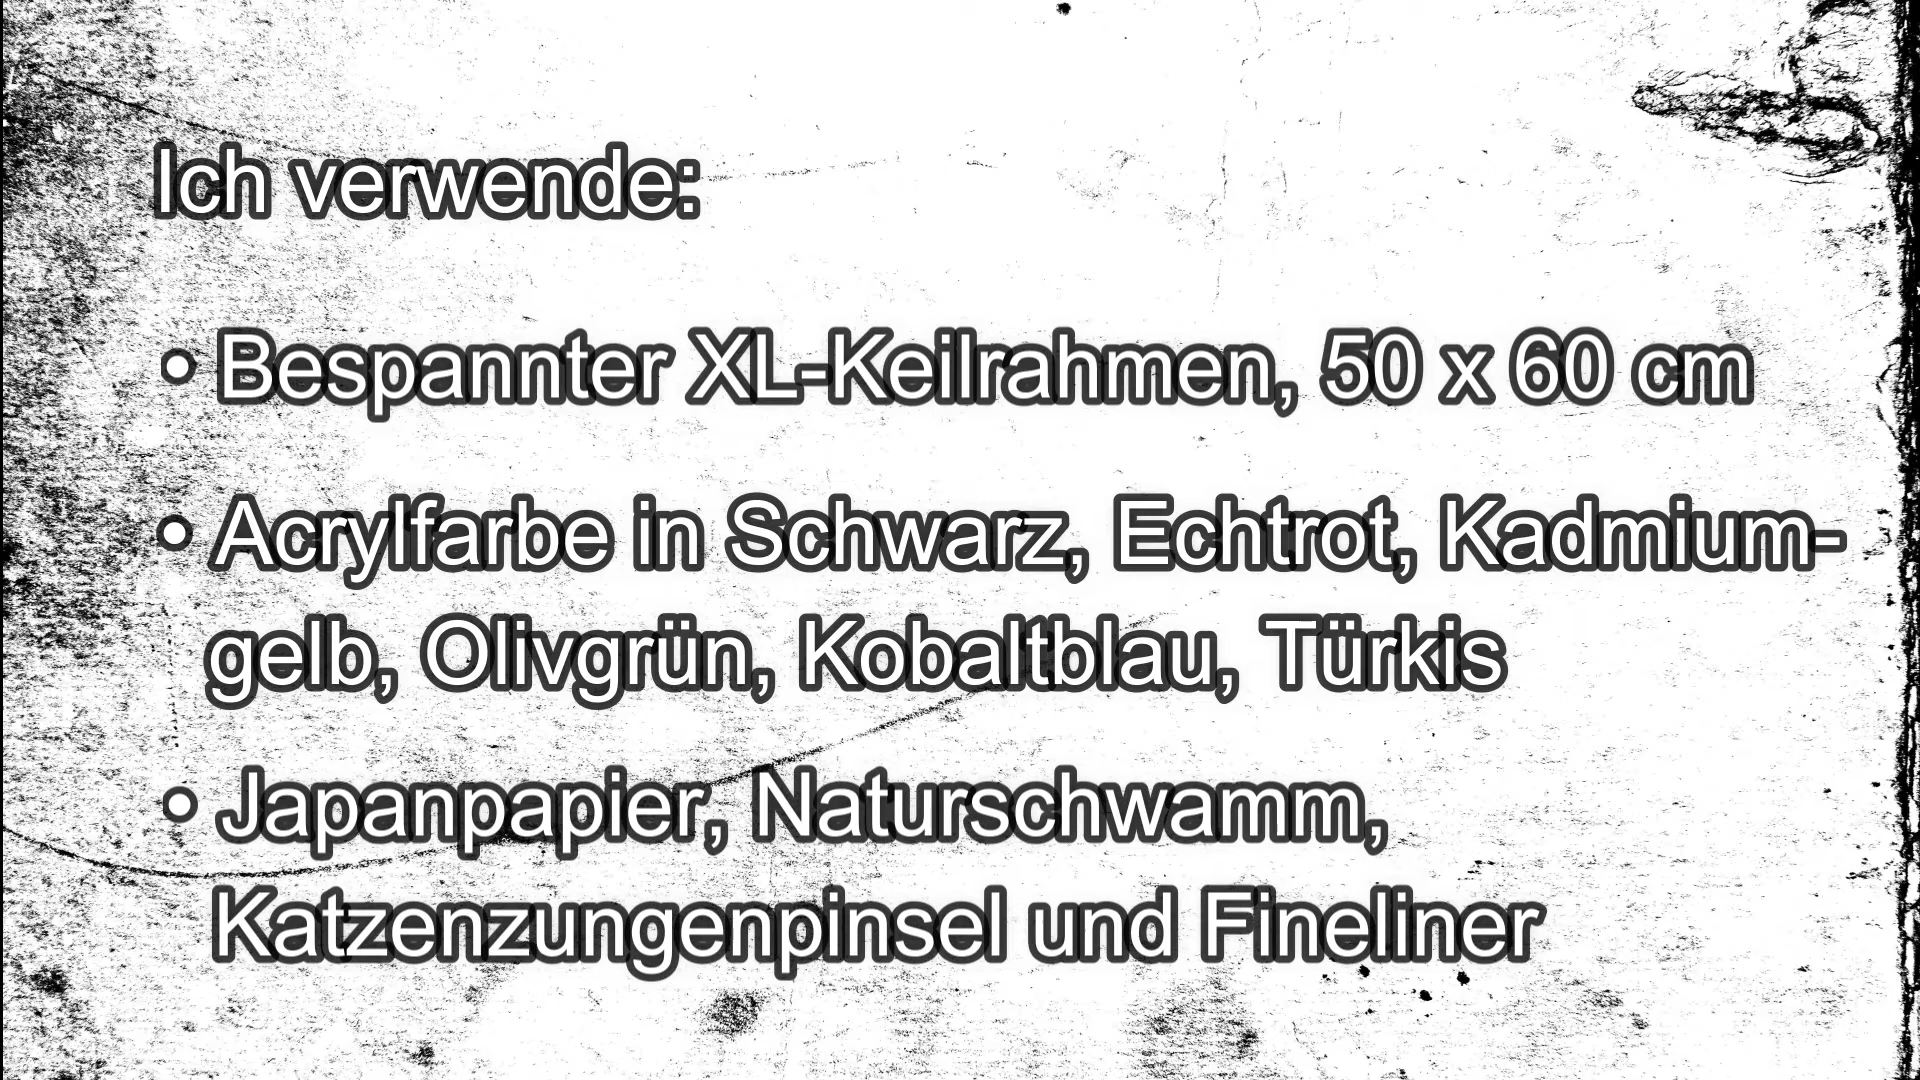 Ich verwende:
• Bespannter XL-Keilrahmen, 50 x 60 cm
• Acrylfarbe in Schwarz, Echtrot, Kadmium-
gelb, Olivgrün, Kobaltblau, Türkis
• Japanpapier, Naturschwamm,
Katzenzungenpinsel und Fineliner